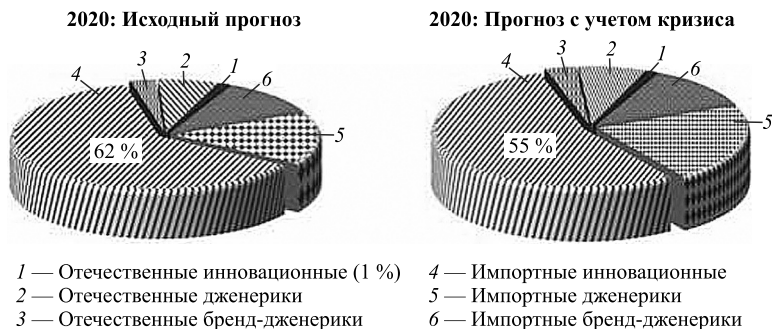 2020: Исходный прогноз
2020: Прогноз с учетом кризиса
4
3
2
1
6
5
62 %
4
3
2
1
6
5
55 %
1 — Отечественные инновационные (1 %)
2 — Отечественные дженерики
3 — Отечественные бренд-дженерики
4 — Импортные инновационные
5 — Импортные дженерики
6 — Импортные бренд-дженерики